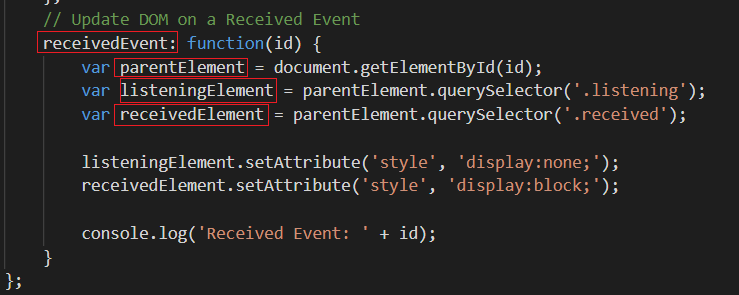 };
// Update DOM on a Received Event
receivedEvent: function(id) {
var parentElement = document.getElementById(id);
var listeningElement = parentElement.querySelector('.listening');
var receivedElement = parentElement.querySelector('.received');
listeningElement.setAttribute('style', 'display:none;');
receivedElement.setAttribute('style', 'display:block;');
console.log('Received Event: ' + id);
}
};